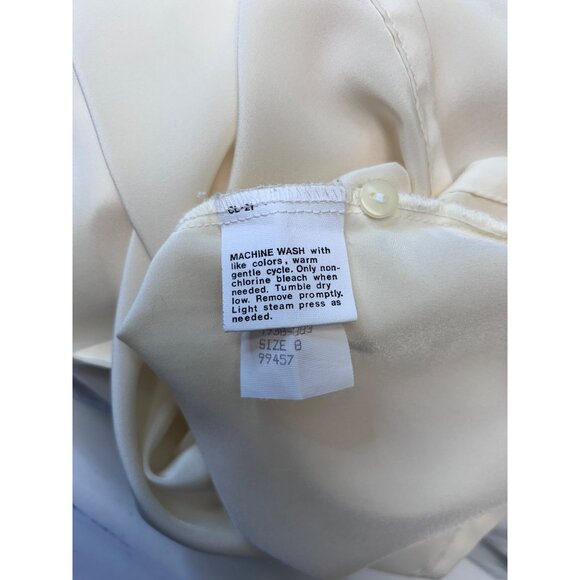 MACHINE WASH with
like colors, warm
gentle cycle. Only non-
chlorine bleach when
needed. Tumble dry
low. Remove promptly.
Light steam press as
needed.
SIZE 8
99457